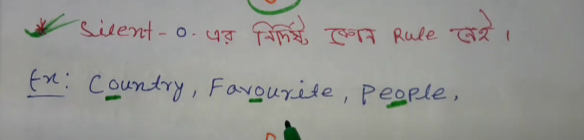 Silent-o. এর নির্দিষ্ট কোন Rule নেই।
Ex: Country, Favourite, People,